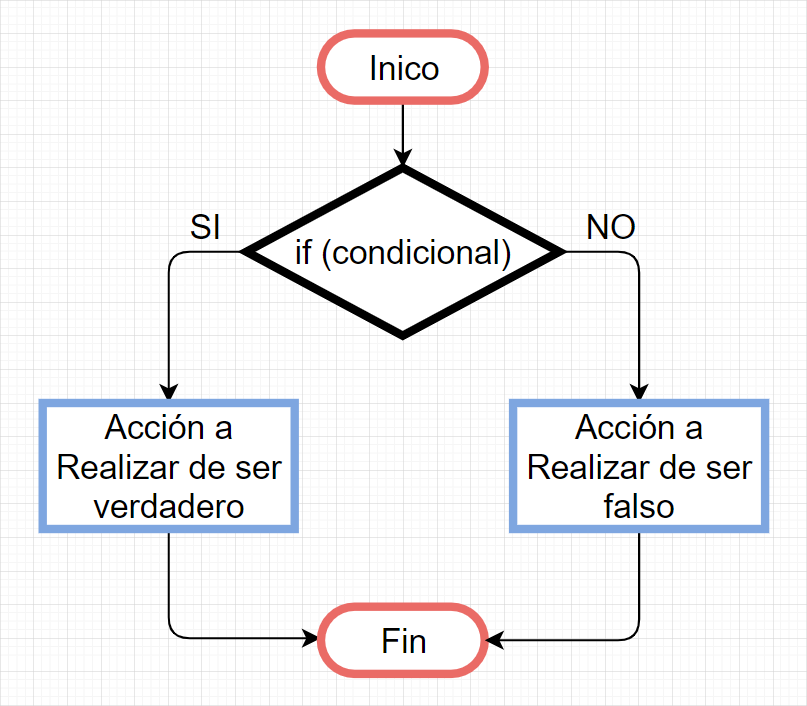 Inico
SI
NO
if (condicional)
Acción a
Realizar de ser
verdadero
Acción a
Realizar de ser
falso
Fin